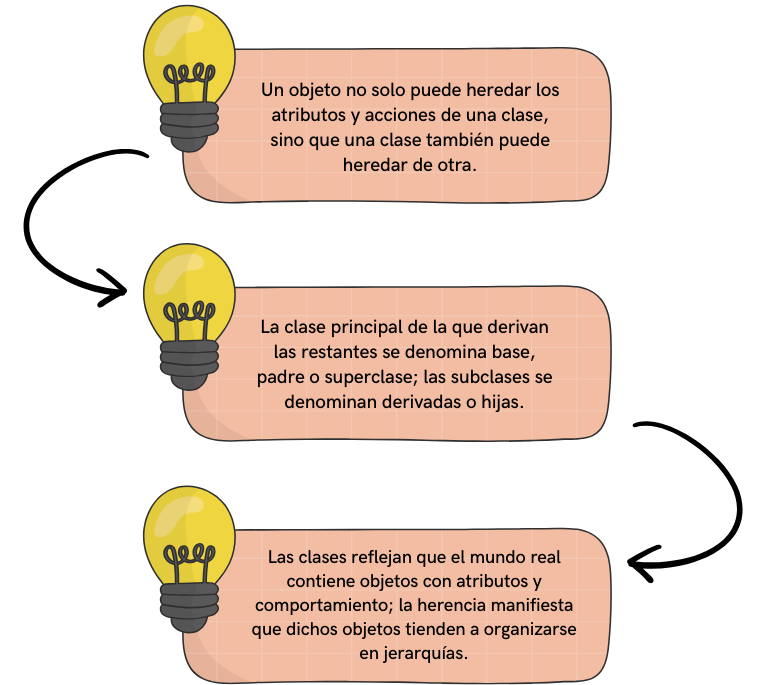 Un objeto no solo puede heredar los
atributos y acciones de una clase,
sino que una clase también puede
heredar de otra.
La clase principal de la que derivan
las restantes se denomina base,
padre o superclase; las subclases se
denominan derivadas o hijas.
Las clases reflejan que el mundo real
contiene objetos con atributos y
comportamiento; la herencia manifiesta
que dichos objetos tienden a organizarse
en jerarquías.